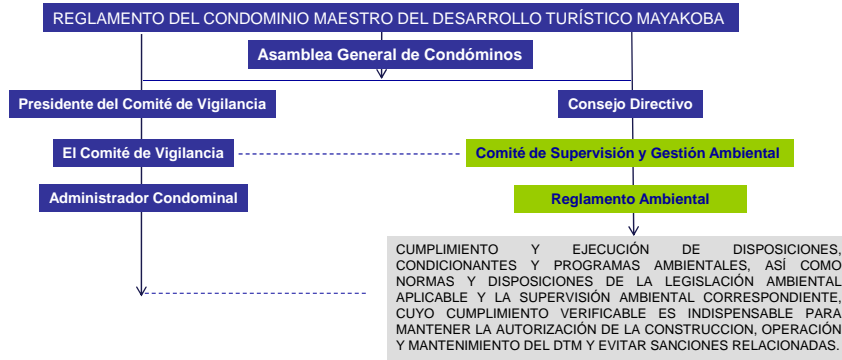 REGLAMENTO DEL CONDOMINIO MAESTRO DEL DESARROLLO TURÍSTICO MAYAKOBA
Asamblea General de Condóminos
Presidente del Comité de Vigilancia
Consejo Directivo
El Comité de Vigilancia
Comité de Supervisión y Gestión Ambiental
Administrador Condominal
Reglamento Ambiental
CUMPLIMIENTO Y EJECUCIÓN DE DISPOSICIONES,
CONDICIONANTES Y PROGRAMAS AMBIENTALES, ASÍ COMO
NORMAS Y DISPOSICIONES DE LA LEGISLACIÓN AMBIENTAL
APLICABLE Y LA SUPERVISIÓN AMBIENTAL CORRESPONDIENTE,
CUYO CUMPLIMIENTO VERIFICABLE ES INDISPENSABLE PARA
MANTENER LA AUTORIZACIÓN DE LA CONSTRUCCION, OPERACIÓN
Y MANTENIMIENTO DEL DTM Y EVITAR SANCIONES RELACIONADAS.